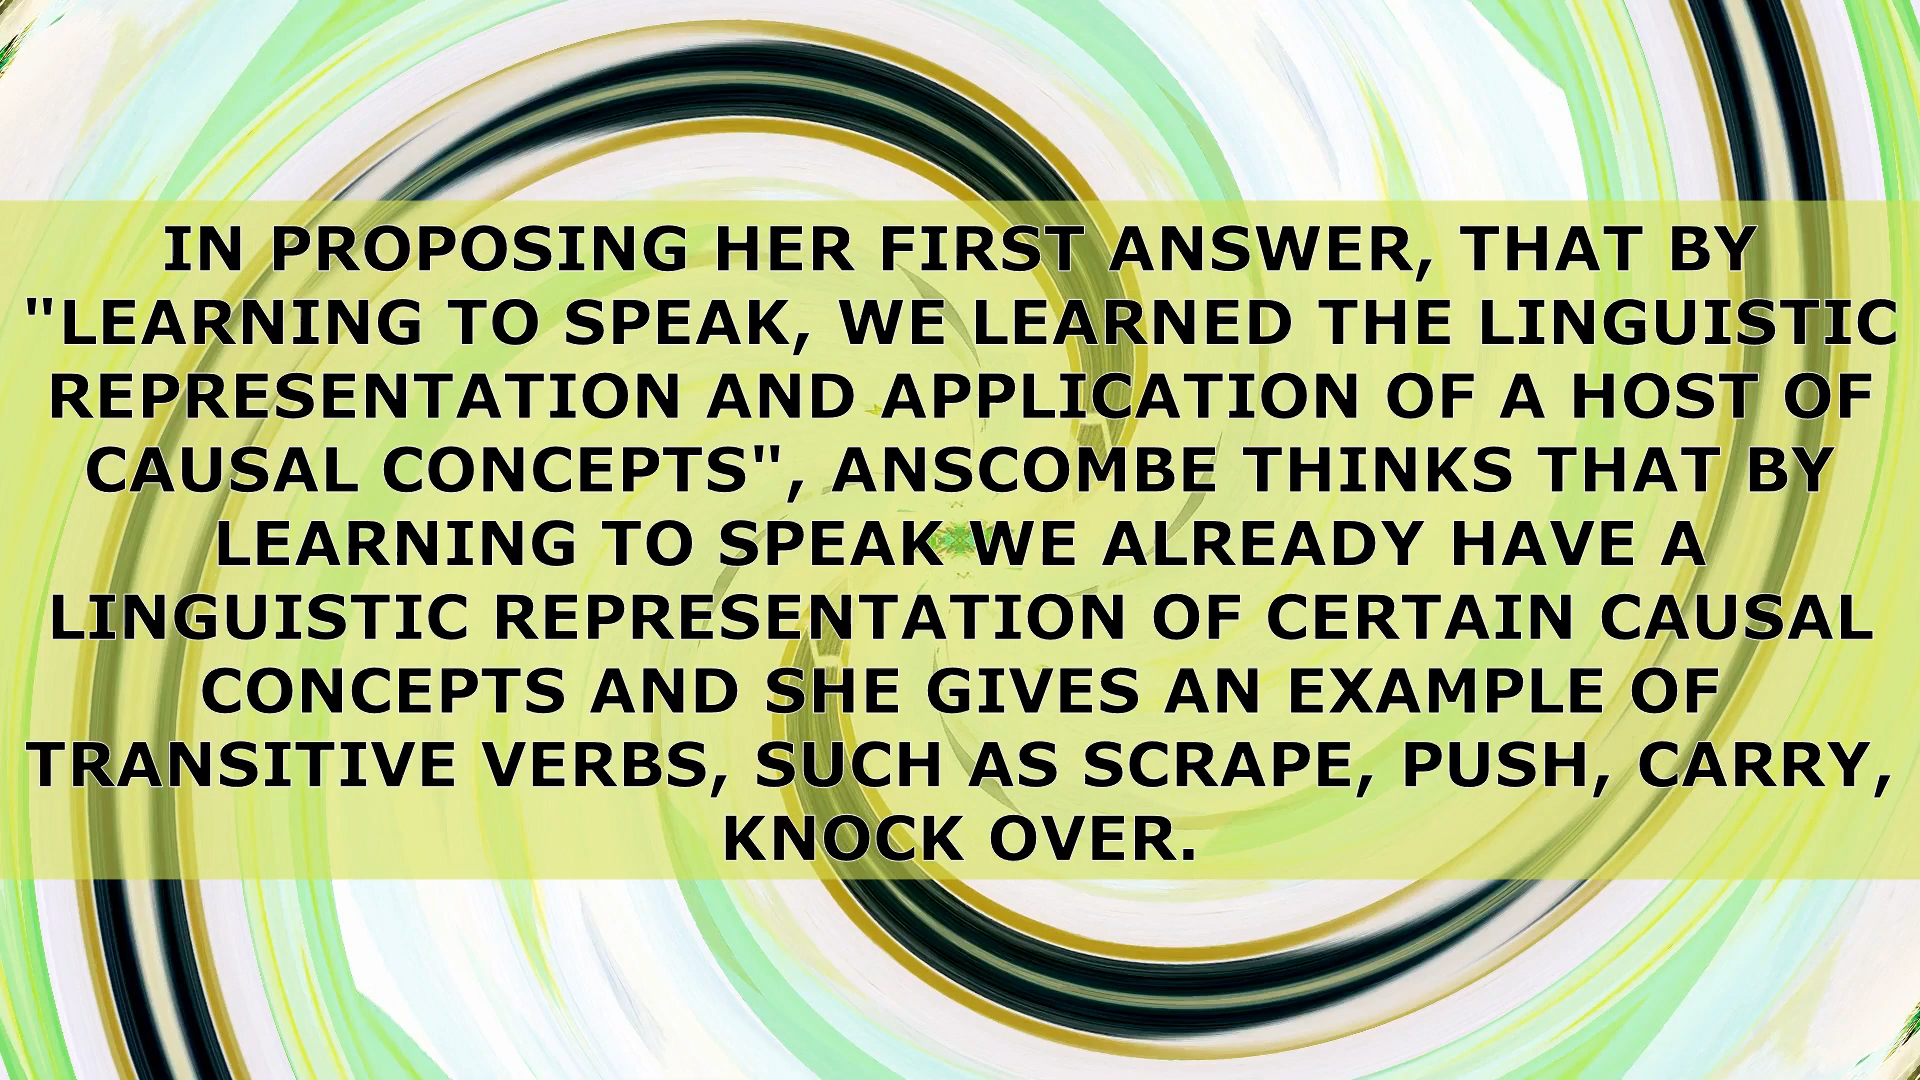 IN PROPOSING HER FIRST ANSWER, THAT BY
"LEARNING TO SPEAK, WE LEARNED THE LINGUISTIC
REPRESENTATION AND APPLICATION OF A HOST OF
CAUSAL CONCEPTS", ANSCOMBE THINKS THAT BY
LEARNING TO SPEAK WE ALREADY HAVE A
LINGUISTIC REPRESENTATION OF CERTAIN CAUSAL
CONCEPTS AND SHE GIVES AN EXAMPLE OF
TRANSITIVE VERBS, SUCH AS SCRAPE, PUSH, CARRY,
KNOCK OVER.